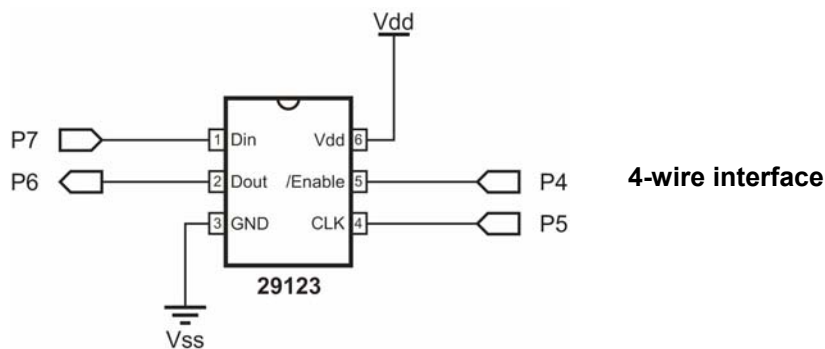 Vdd
P7 1 Din Vdd 6
P6 2 Dout /Enable 5 P4
3 GND CLK 4 P5
29123
Vss
4-wire interface